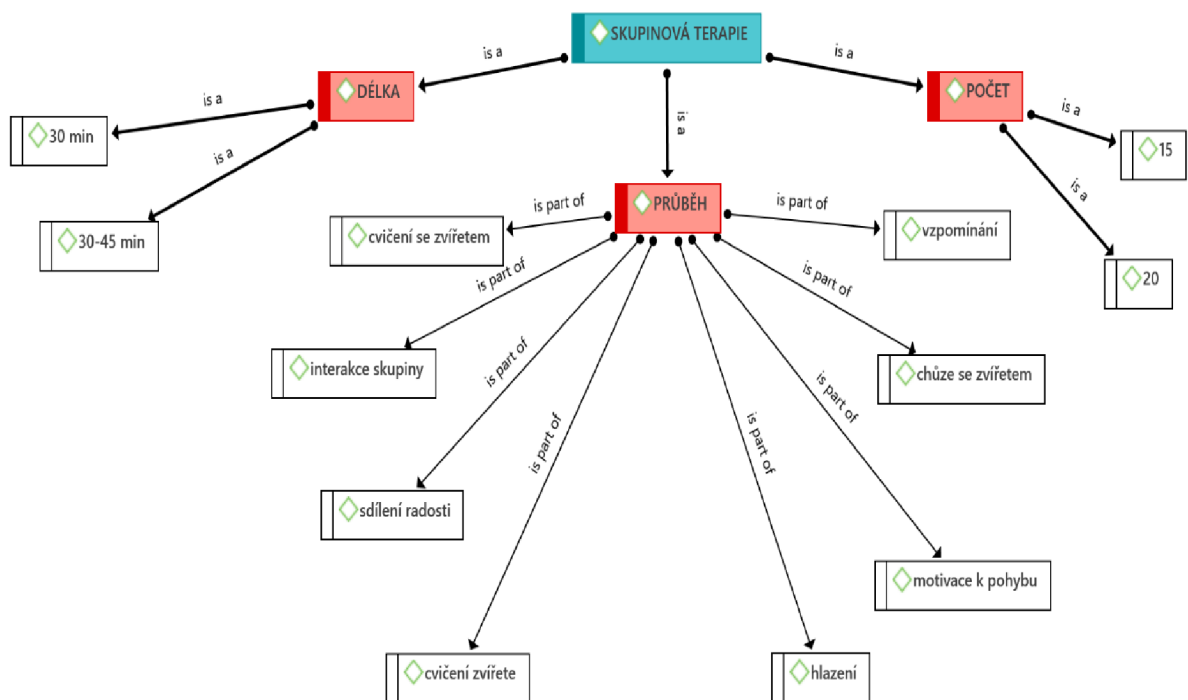 SKUPINOVÁ TERAPIE
is a
is a
is a
DÉLKA
POČET
is a
is a
30 min
is a
is a
15
PRŮBĚH
is part of
is part of
cvičení se zvířetem
vzpomínání
30-45 min
20
is part of
is part of
interakce skupiny
chůze se zvířetem
is part of
is part of
is part of
is part of
sdílení radosti
motivace k pohybu
cvičení zvířete
hlazení